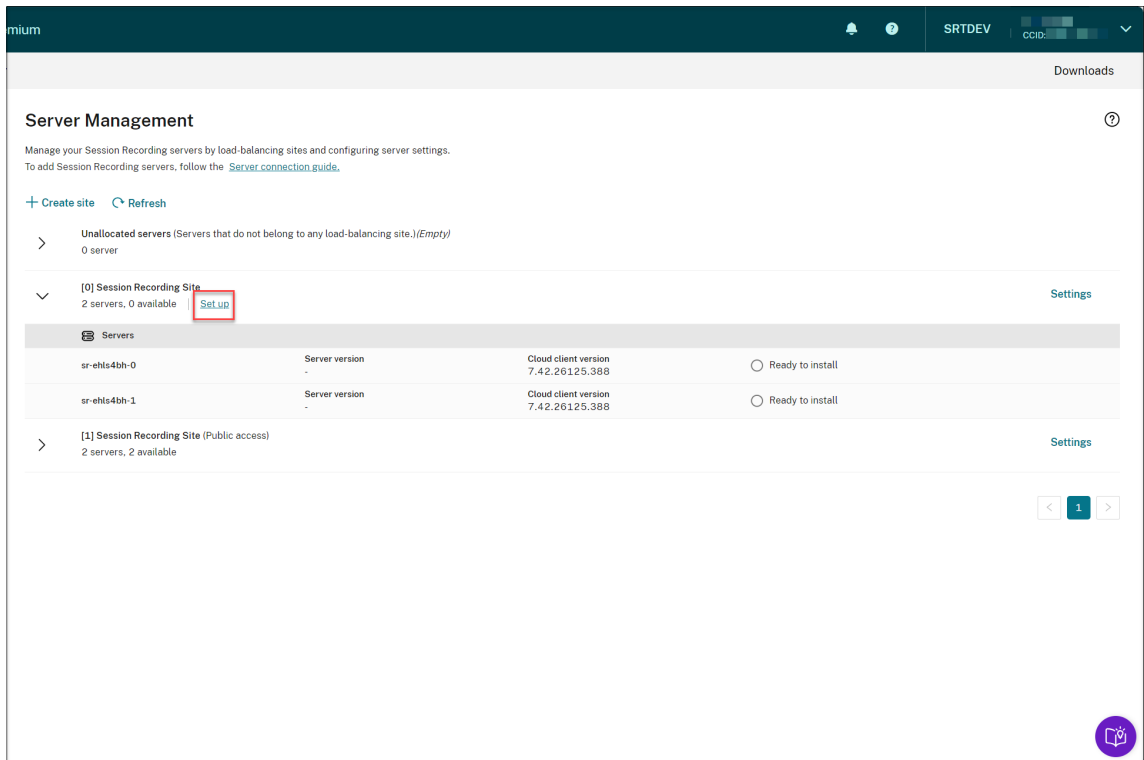 mium
SRTDEV
CCID:
Downloads
Server Management
Manage your Session Recording servers by load-balancing sites and configuring server settings.
To add Session Recording servers, follow the Server connection guide.
Create site Refresh
Unallocated servers (Servers that do not belong to any load-balancing site.)(Empty)
0 server
[0] Session Recording Site
2 servers, 0 available | Set up
Settings
Servers
sr-ehls4bh-0 Server version - Cloud client version 7.42.26125.388 Ready to install
sr-ehls4bh-1 Server version - Cloud client version 7.42.26125.388 Ready to install
[1] Session Recording Site (Public access)
2 servers, 2 available
Settings
< 1 >